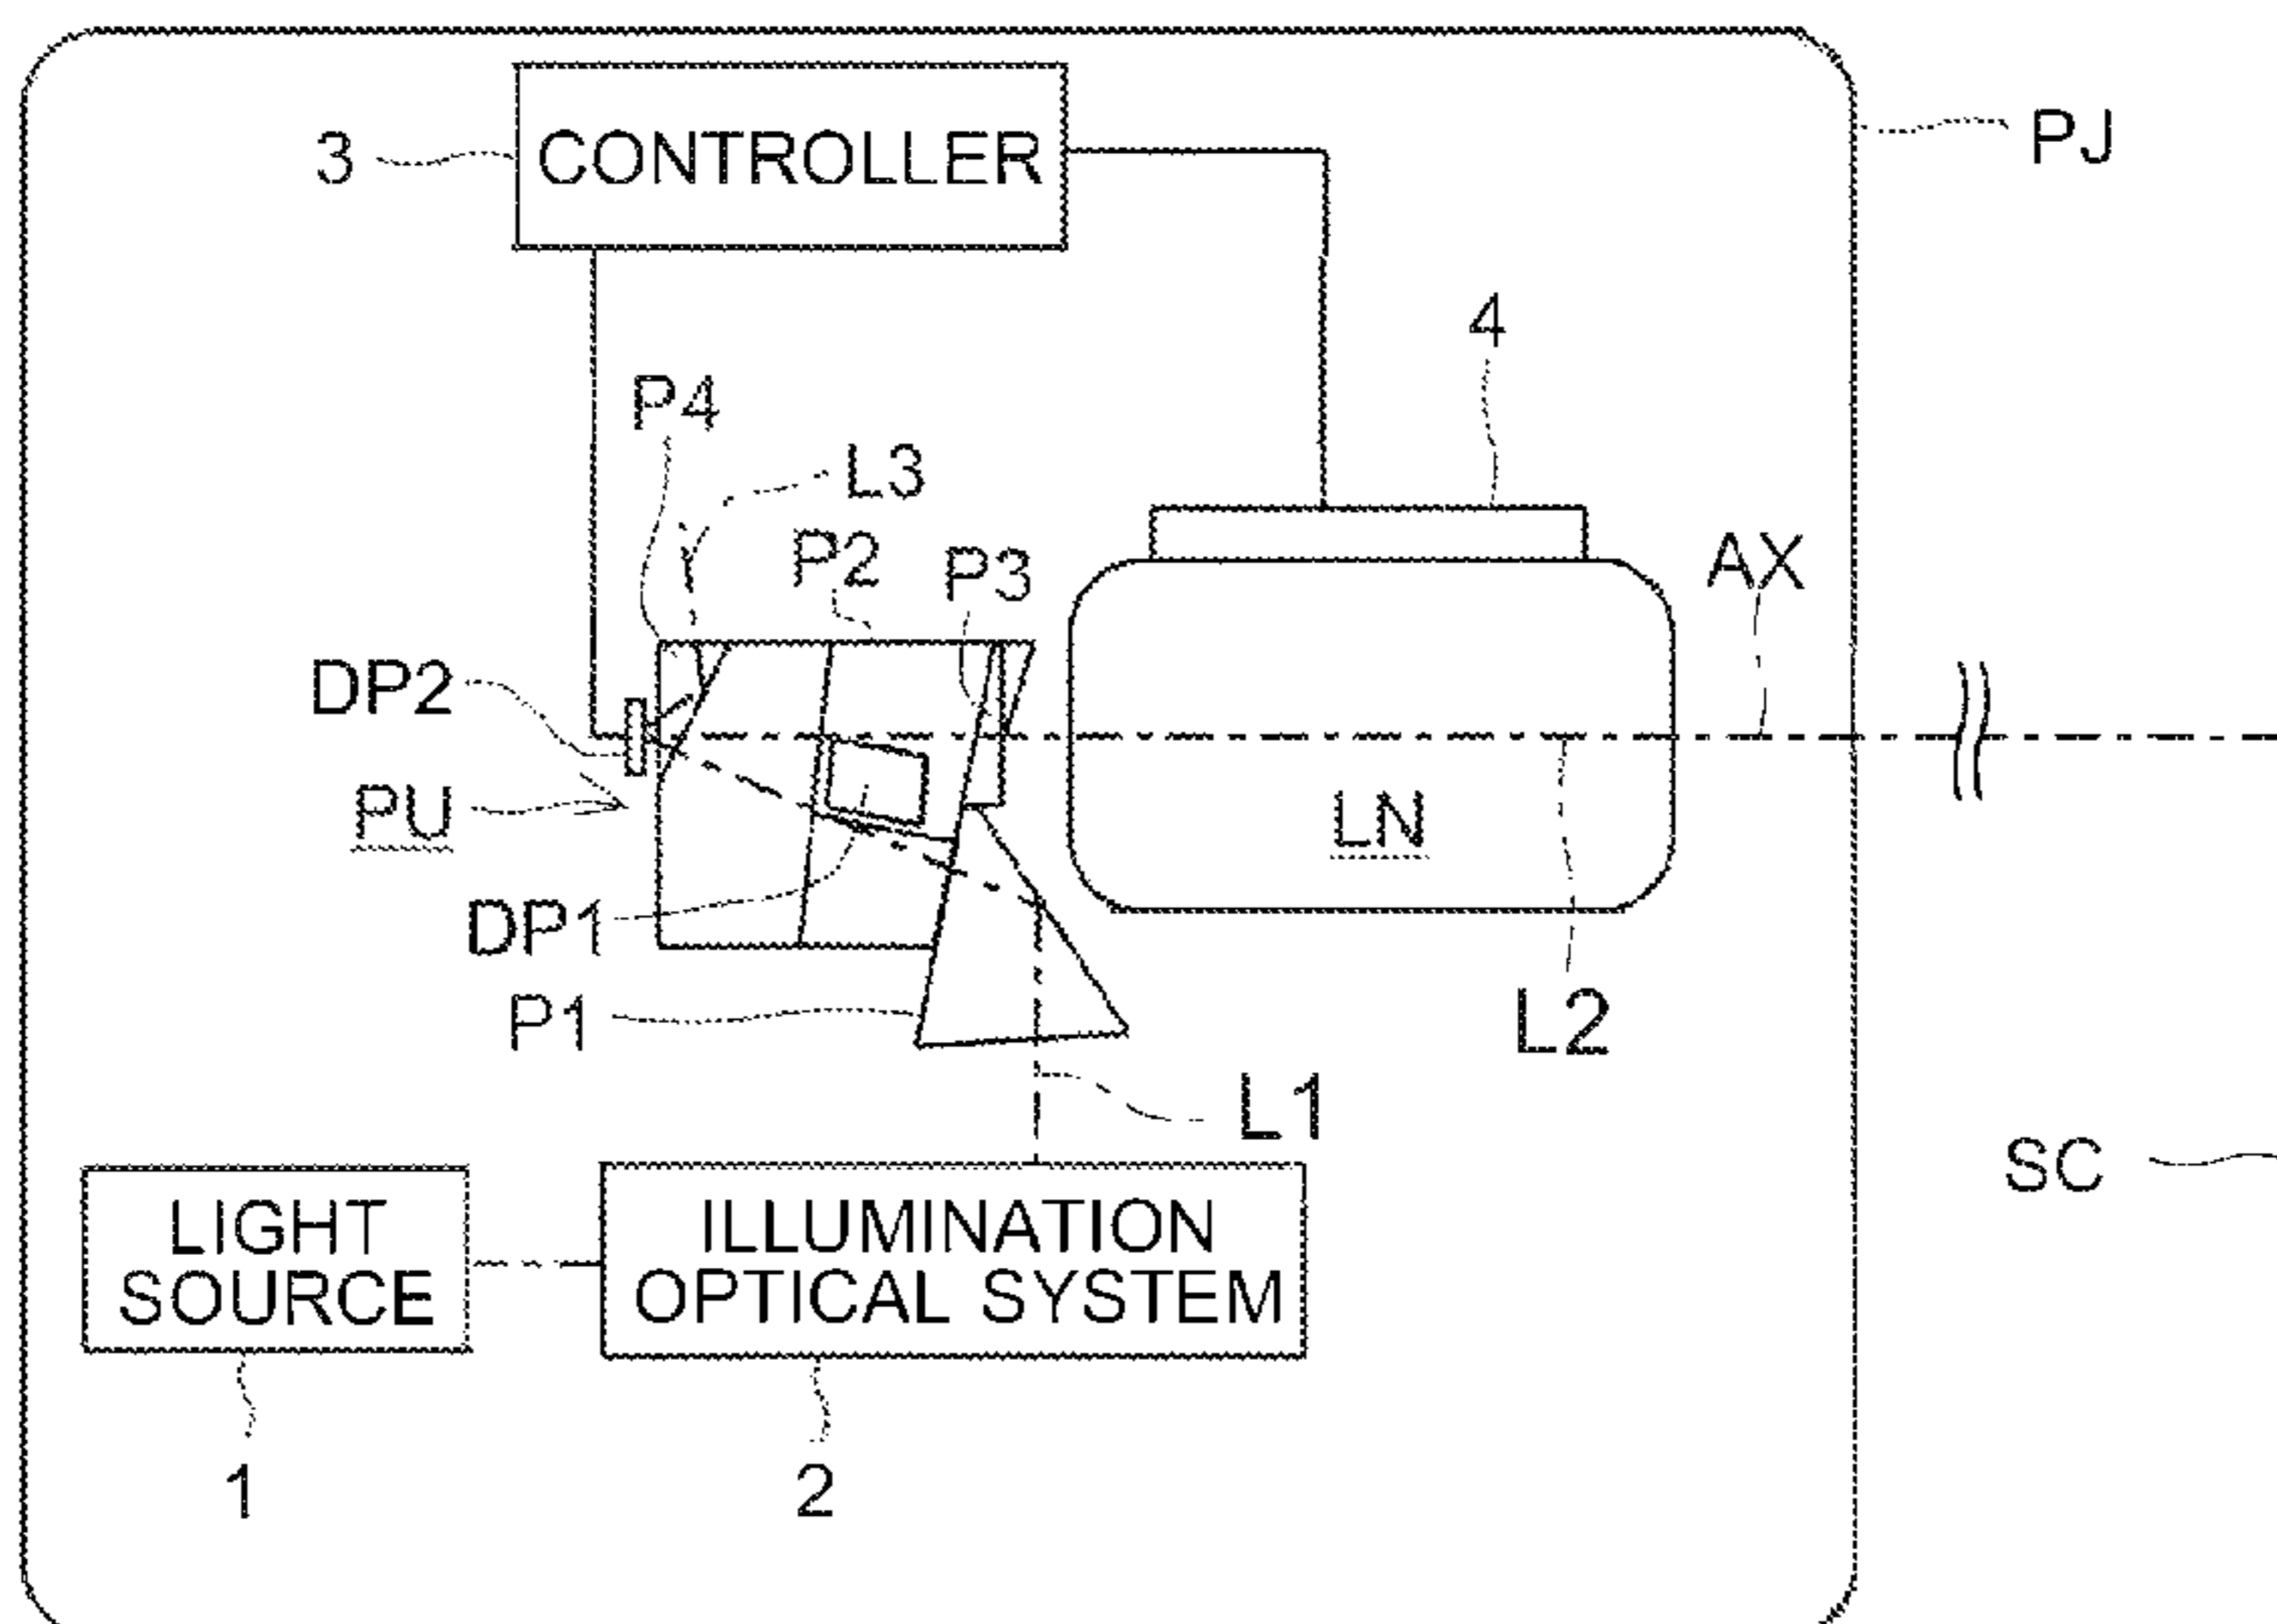 PJ
3
CONTROLLER
4
P4
L3
P2
P3
AX
DP2
PU
LN
DP1
P1
L2
L1
SC
LIGHT
SOURCE
ILLUMINATION
OPTICAL SYSTEM
1
2